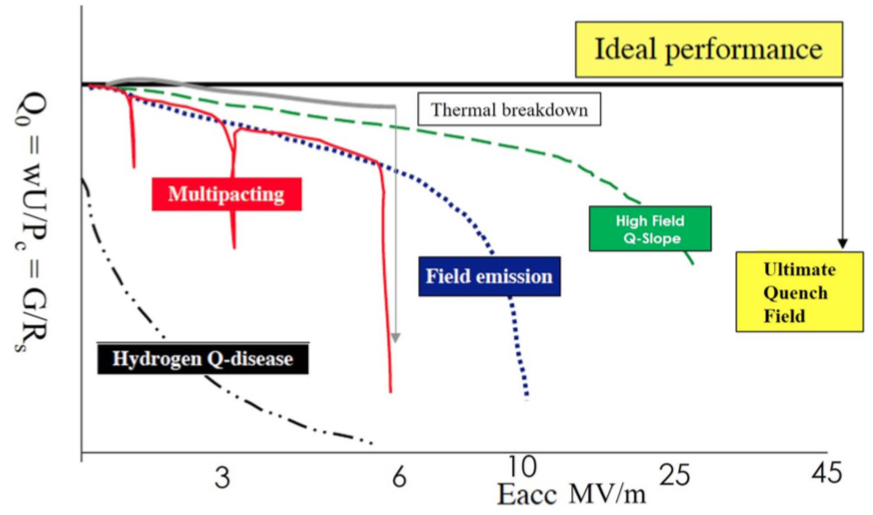 Ideal performance
Thermal breakdown
Multipacting
High Field
Q-Slope
Field emission
Ultimate
Quench
Field
Hydrogen Q-disease
Q₀ = wU/P꜀ = G/Rₛ
3 6 10 25 45
Eacc MV/m